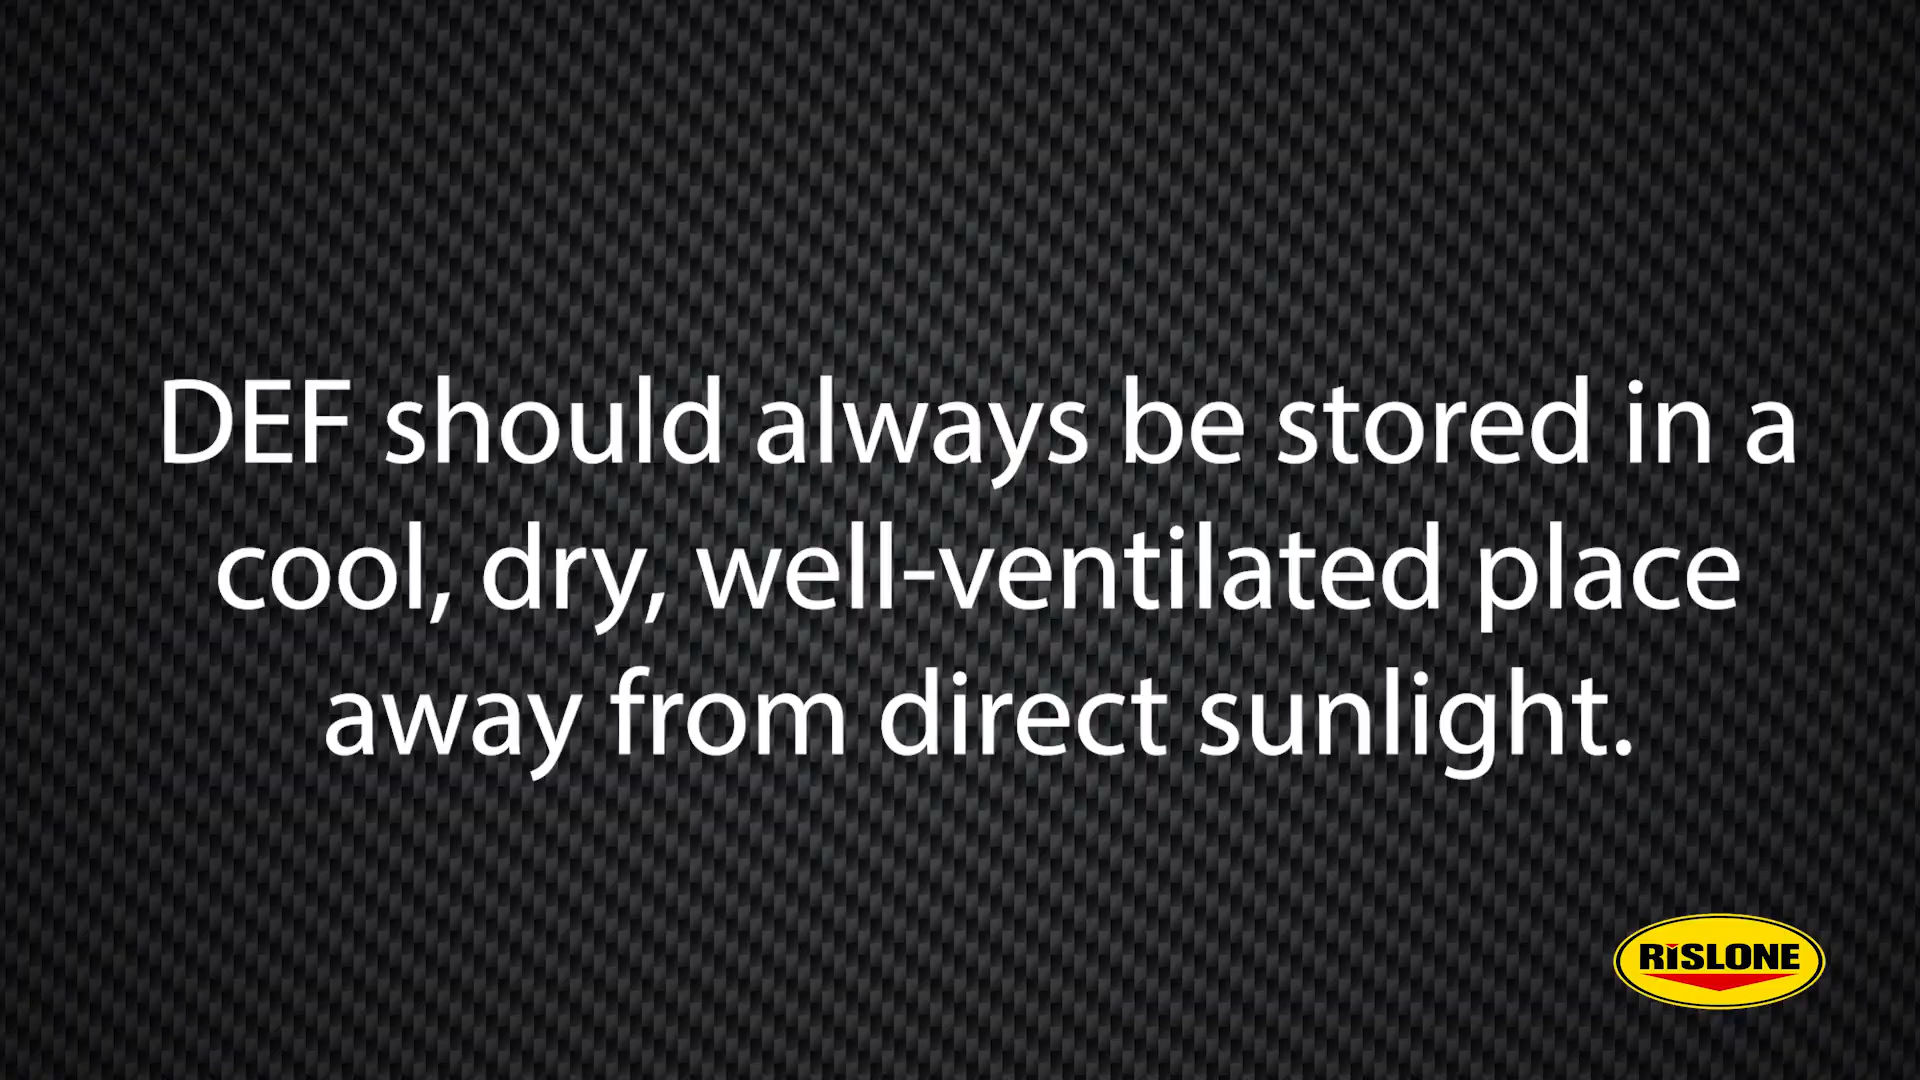 DEF should always be stored in a
cool, dry, well-ventilated place
away from direct sunlight.
RiSLONE